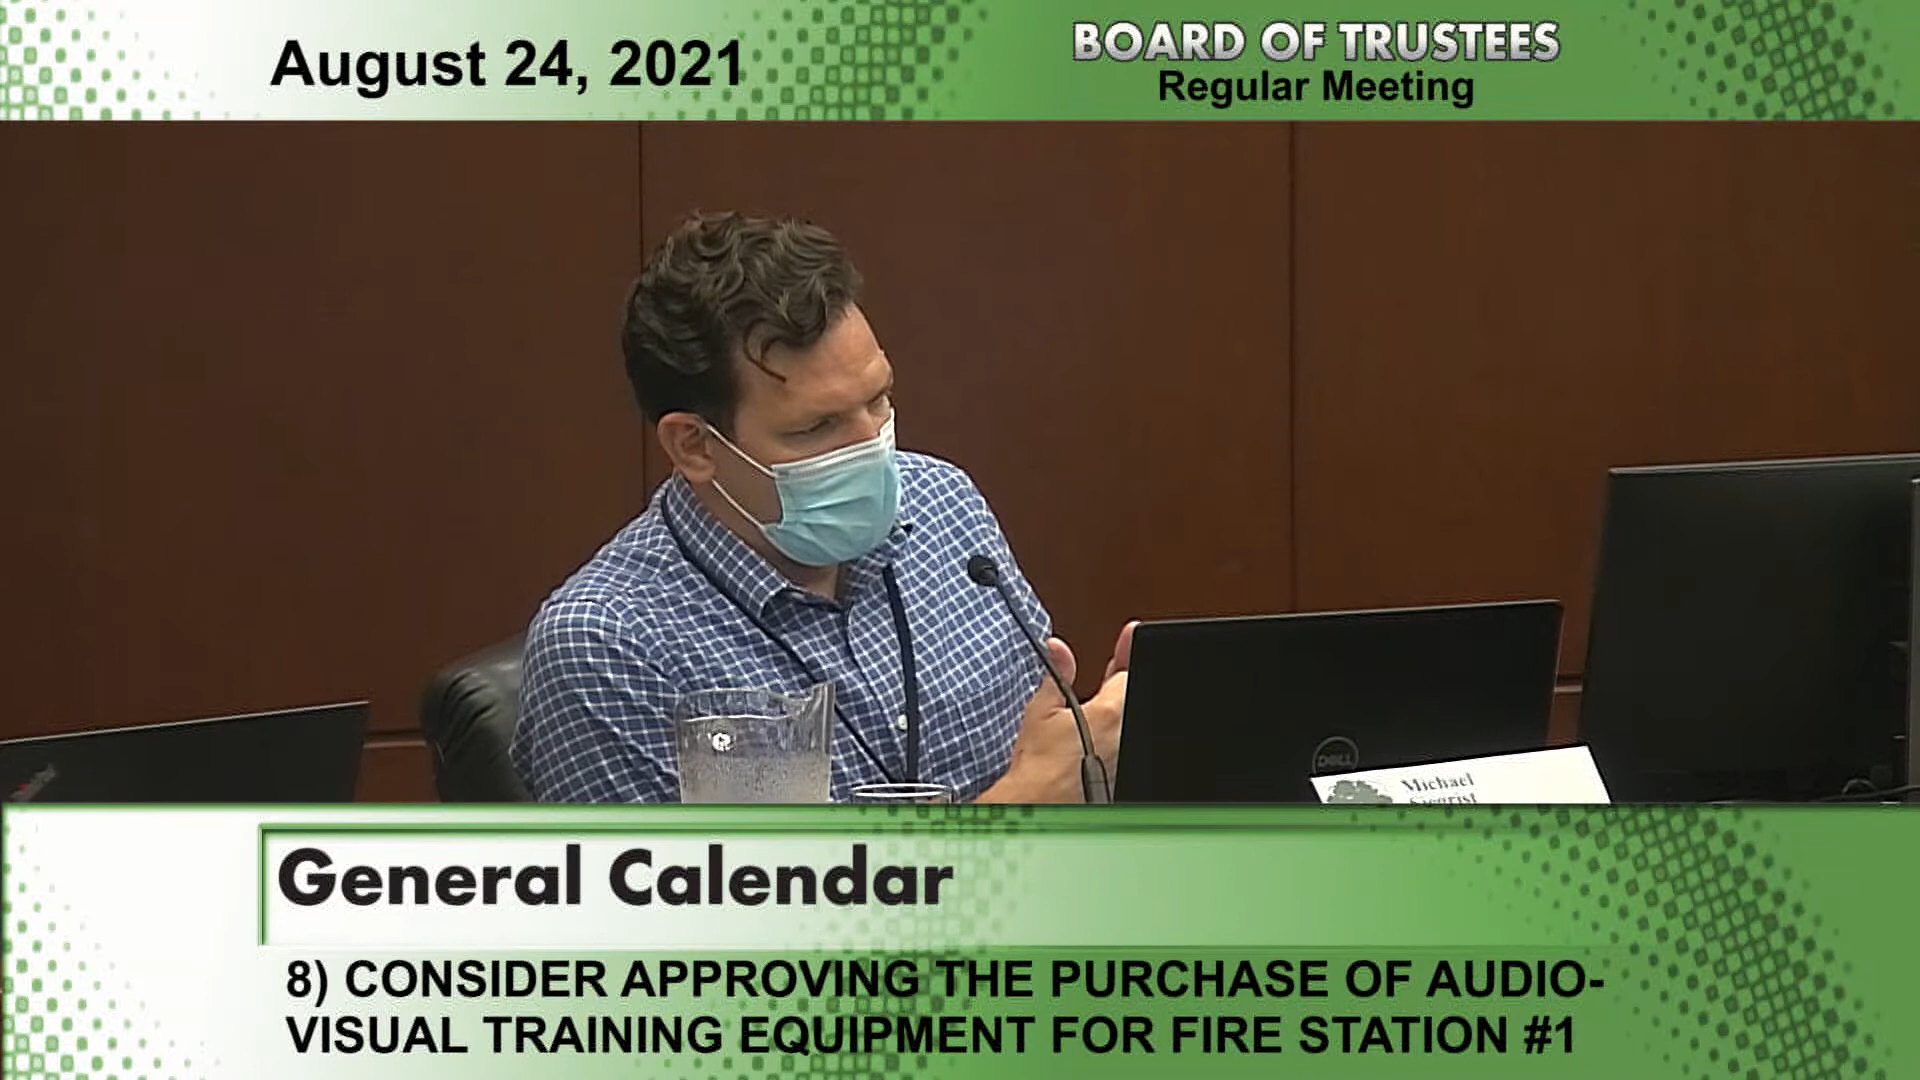 August 24, 2021
BOARD OF TRUSTEES
Regular Meeting
DELL
Michael
General Calendar
8) CONSIDER APPROVING THE PURCHASE OF AUDIO-
VISUAL TRAINING EQUIPMENT FOR FIRE STATION #1